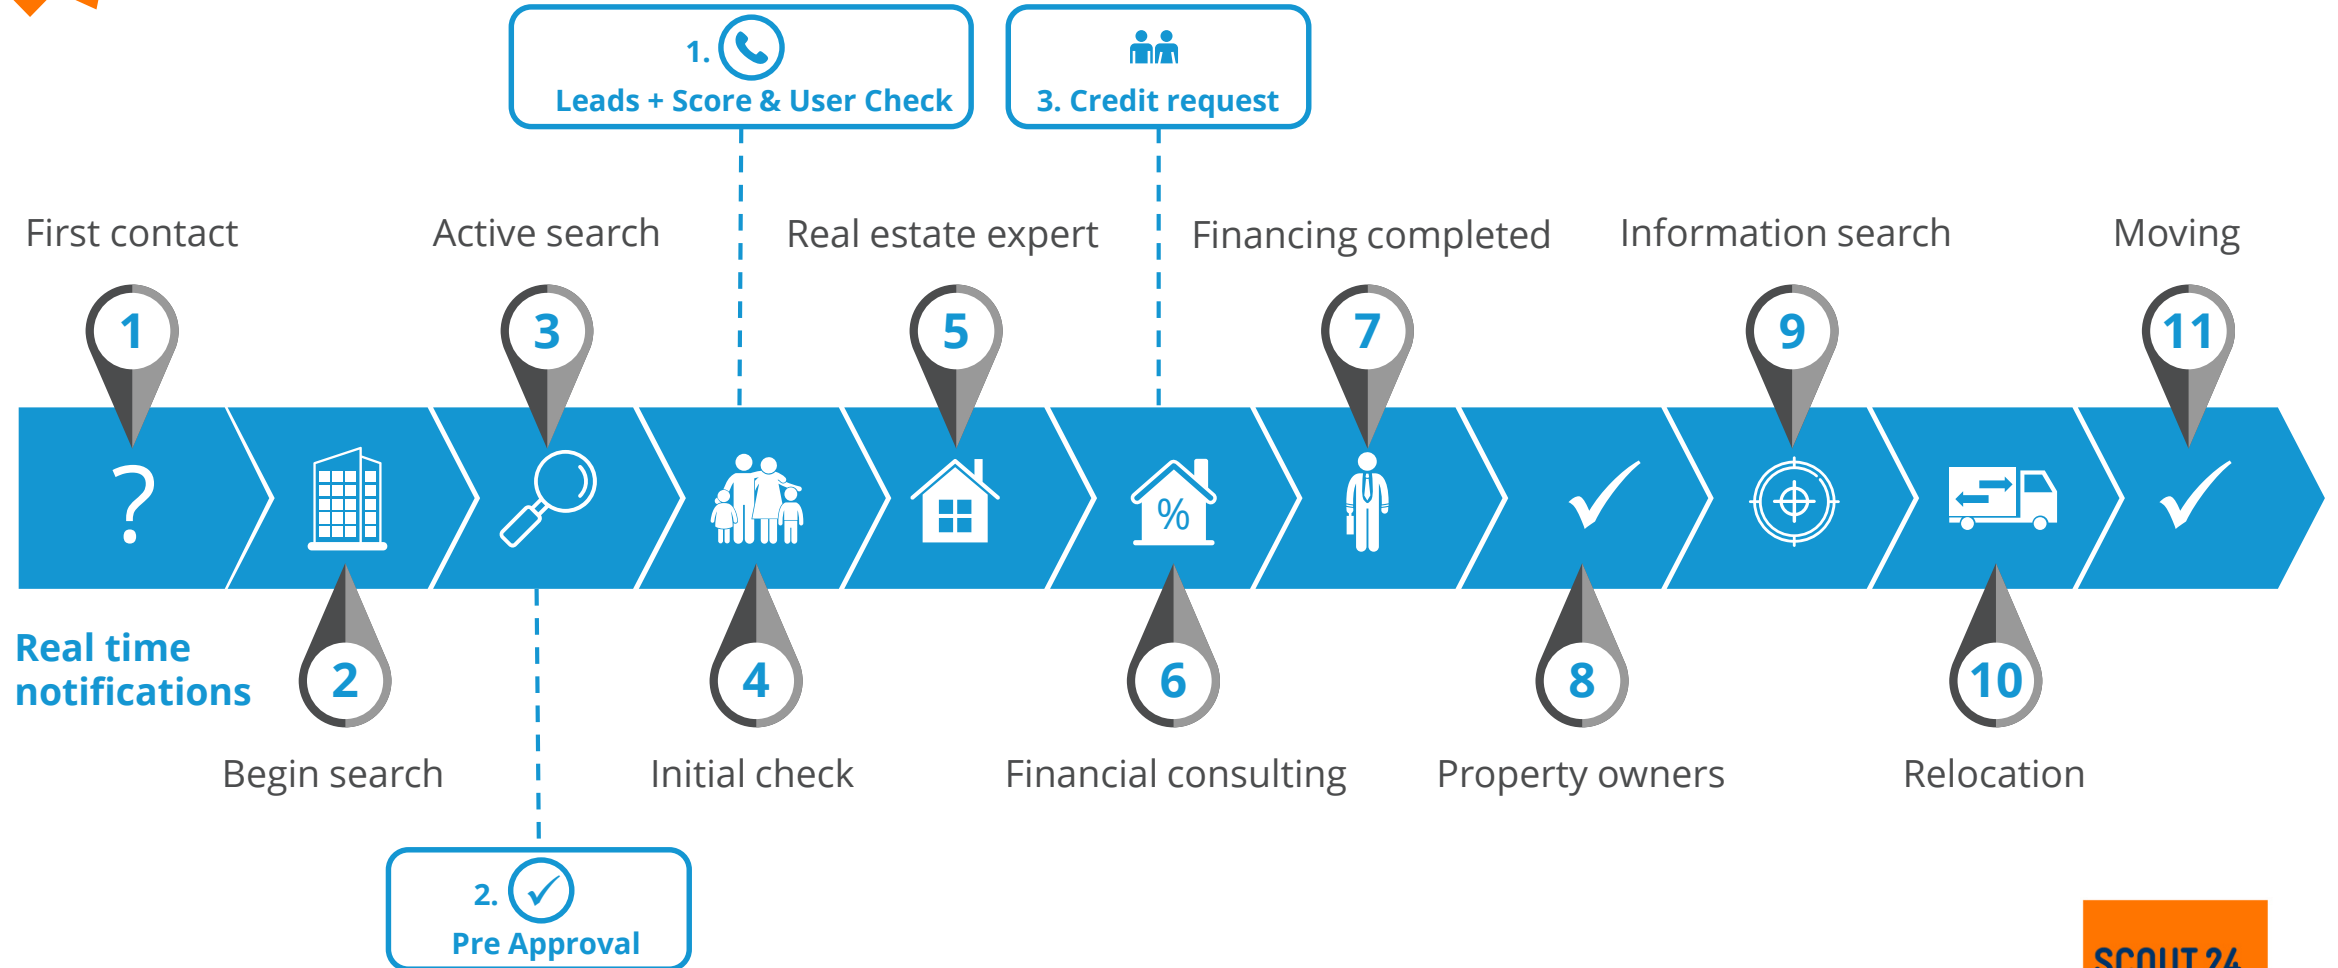 1.
Leads + Score & User Check
3. Credit request
First contact
Active search
Real estate expert
Financing completed
Information search
Moving
1
3
5
7
9
11
?
%
Real time
notifications
2
4
6
8
10
Begin search
Initial check
Financial consulting
Property owners
Relocation
2.
Pre Approval
SCOUT 24